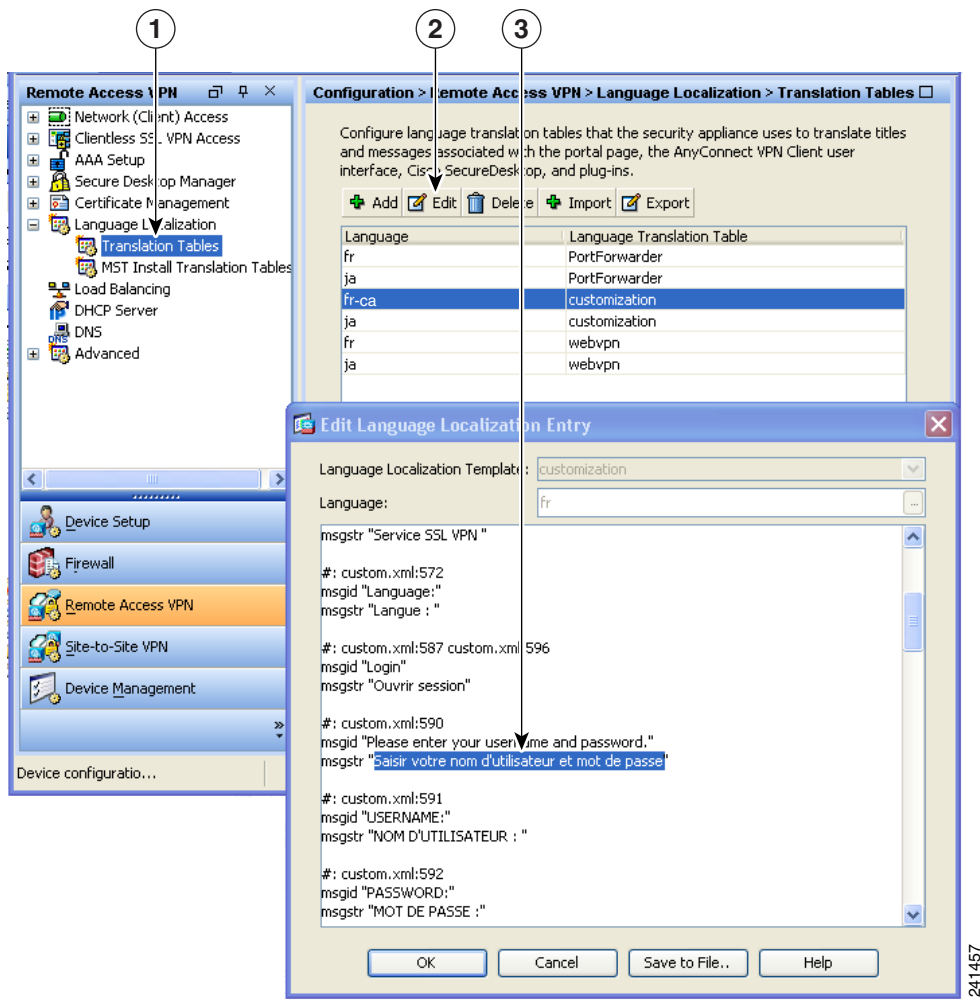 1 2 3
Remote Access VPN
Network (Client) Access
Clientless SSL VPN Access
AAA Setup
Secure Desktop Manager
Certificate Management
Language Localization
Translation Tables
MST Install Translation Tables
Load Balancing
DHCP Server
DNS
Advanced
Device Setup
Firewall
Remote Access VPN
Site-to-Site VPN
Device Management
Device configuratio...
Configuration > Remote Access VPN > Language Localization > Translation Tables
Configure language translation tables that the security appliance uses to translate titles
and messages associated with the portal page, the AnyConnect VPN Client user
interface, Cisco SecureDesktop, and plug-ins.
Add Edit Delete Import Export
Language Language Translation Table
fr PortForwarder
ja PortForwarder
fr-ca customization
ja customization
fr webvpn
ja webvpn
Edit Language Localization Entry
Language Localization Template: customization
Language: fr ...
msgstr "Service SSL VPN "
#: custom.xml:572
msgid "Language:"
msgstr "Langue : "
#: custom.xml:587 custom.xml:596
msgid "Login"
msgstr "Ouvrir session"
#: custom.xml:590
msgid "Please enter your username and password."
msgstr "Saisir votre nom d'utilisateur et mot de passe"
#: custom.xml:591
msgid "USERNAME:"
msgstr "NOM D'UTILISATEUR : "
#: custom.xml:592
msgid "PASSWORD:"
msgstr "MOT DE PASSE :"
OK Cancel Save to File.. Help
241457